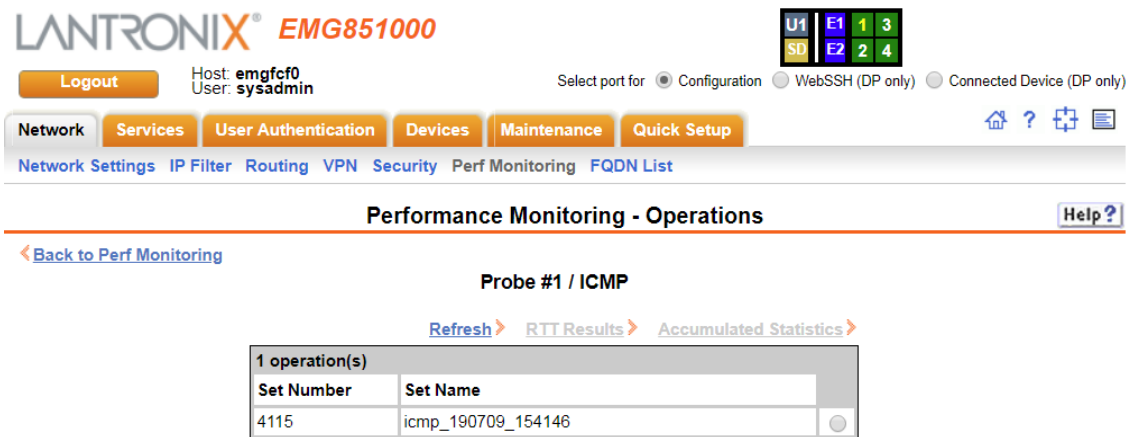 LANTRONIX® EMG851000
U1 E1 1 3
SD E2 2 4
Logout
Host: emgfcf0
User: sysadmin
Select port for Configuration WebSSH (DP only) Connected Device (DP only)
Network Services User Authentication Devices Maintenance Quick Setup
?
Network Settings IP Filter Routing VPN Security Perf Monitoring FQDN List
Performance Monitoring - Operations
Help?
Back to Perf Monitoring
Probe #1 / ICMP
Refresh RTT Results Accumulated Statistics
1 operation(s)
Set Number Set Name
4115 icmp_190709_154146